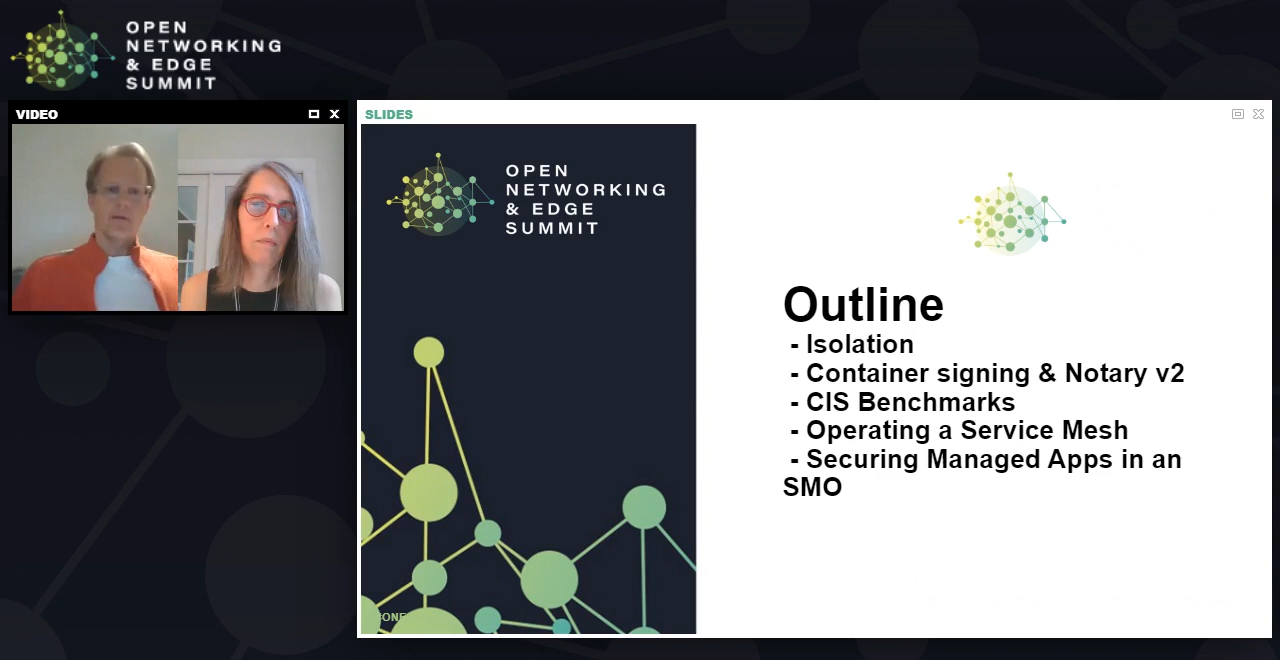 OPEN
NETWORKING
& EDGE
SUMMIT
VIDEO
SLIDES
OPEN
NETWORKING
& EDGE
SUMMIT
Outline
- Isolation
- Container signing & Notary v2
- CIS Benchmarks
- Operating a Service Mesh
- Securing Managed Apps in an
SMO